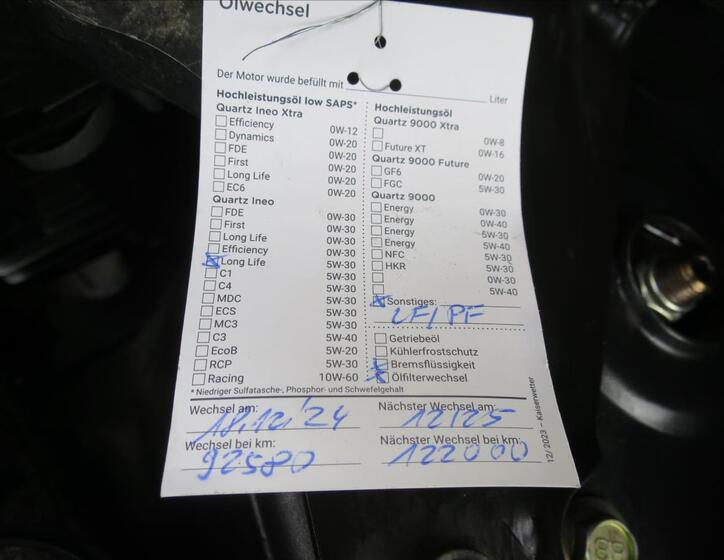 Ölwechsel
Der Motor wurde befüllt mit Liter
Hochleistungsöl low SAPS*
Quartz Ineo Xtra
Efficiency 0W-12
Dynamics 0W-20
FDE 0W-20
First 0W-20
Long Life 0W-20
EC6 0W-20
Quartz Ineo
FDE 0W-30
First 0W-30
Long Life 0W-30
Efficiency 0W-30
Long Life 5W-30
C1 5W-30
C4 5W-30
MDC 5W-30
ECS 5W-30
MC3 5W-30
C3 5W-40
EcoB 5W-20
RCP 5W-30
Racing 10W-60
Hochleistungsöl
Quartz 9000 Xtra
0W-8
Future XT 0W-16
Quartz 9000 Future
GF6 0W-20
FGC 5W-30
Quartz 9000
Energy 0W-30
Energy 0W-40
Energy 5W-30
Energy 5W-40
NFC 5W-30
HKR 5W-30
0W-30
5W-40
Sonstiges:
LF/PF
Getriebeöl
Kühlerfrostschutz
Bremsflüssigkeit
Ölfilterwechsel
*Niedriger Sulfatasche-, Phosphor- und Schwefelgehalt
Wechsel am: 18.12.'24
Nächster Wechsel am: 12/25
Wechsel bei km: 92580
Nächster Wechsel bei km: 122000
12/2023 – Kaiserwetter